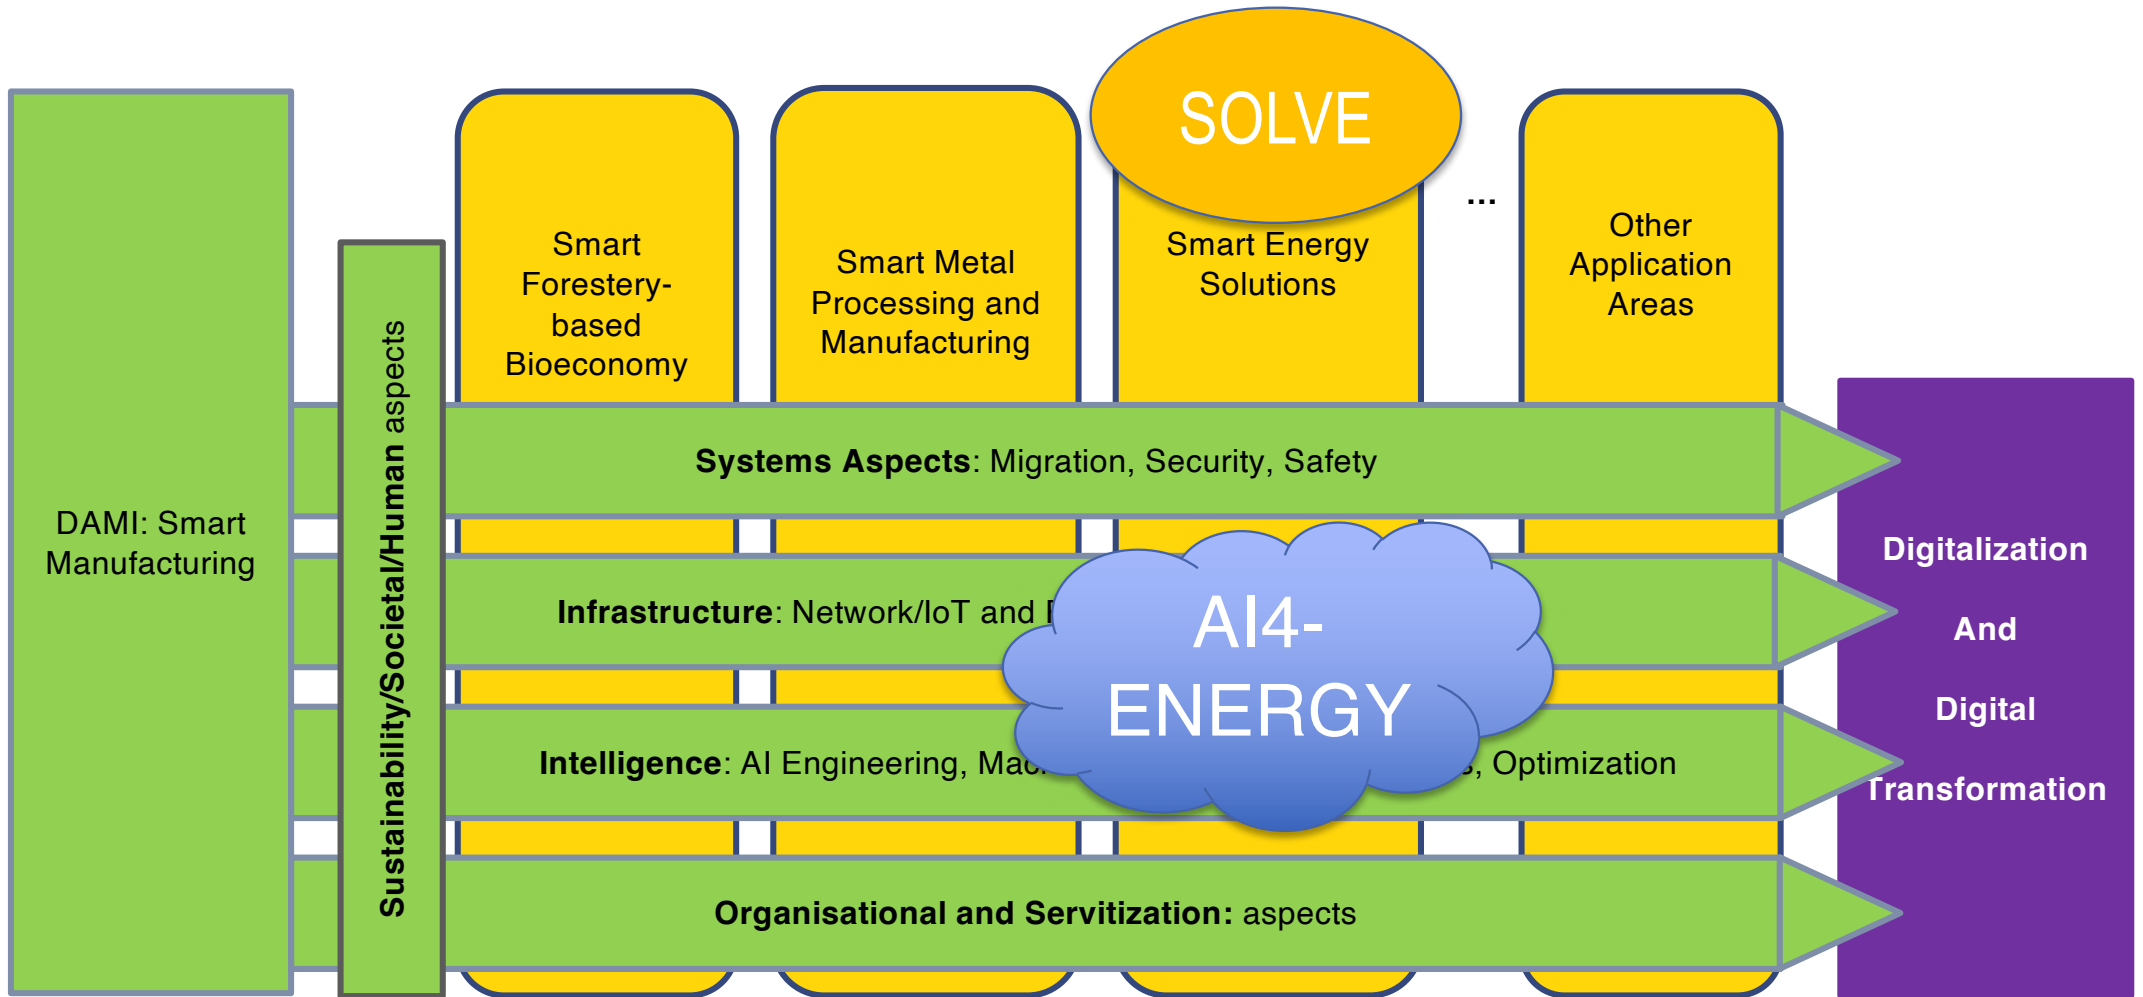 SOLVE
...
Smart
Forestery-
based
Bioeconomy
Smart Metal
Processing and
Manufacturing
Smart Energy
Solutions
Other
Application
Areas
DAMI: Smart
Manufacturing
Sustainability/Societal/Human aspects
Systems Aspects: Migration, Security, Safety
Infrastructure: Network/IoT and
AI4-
ENERGY
Intelligence: AI Engineering,
, Optimization
Organisational and Servitization: aspects
Digitalization
And
Digital
Transformation